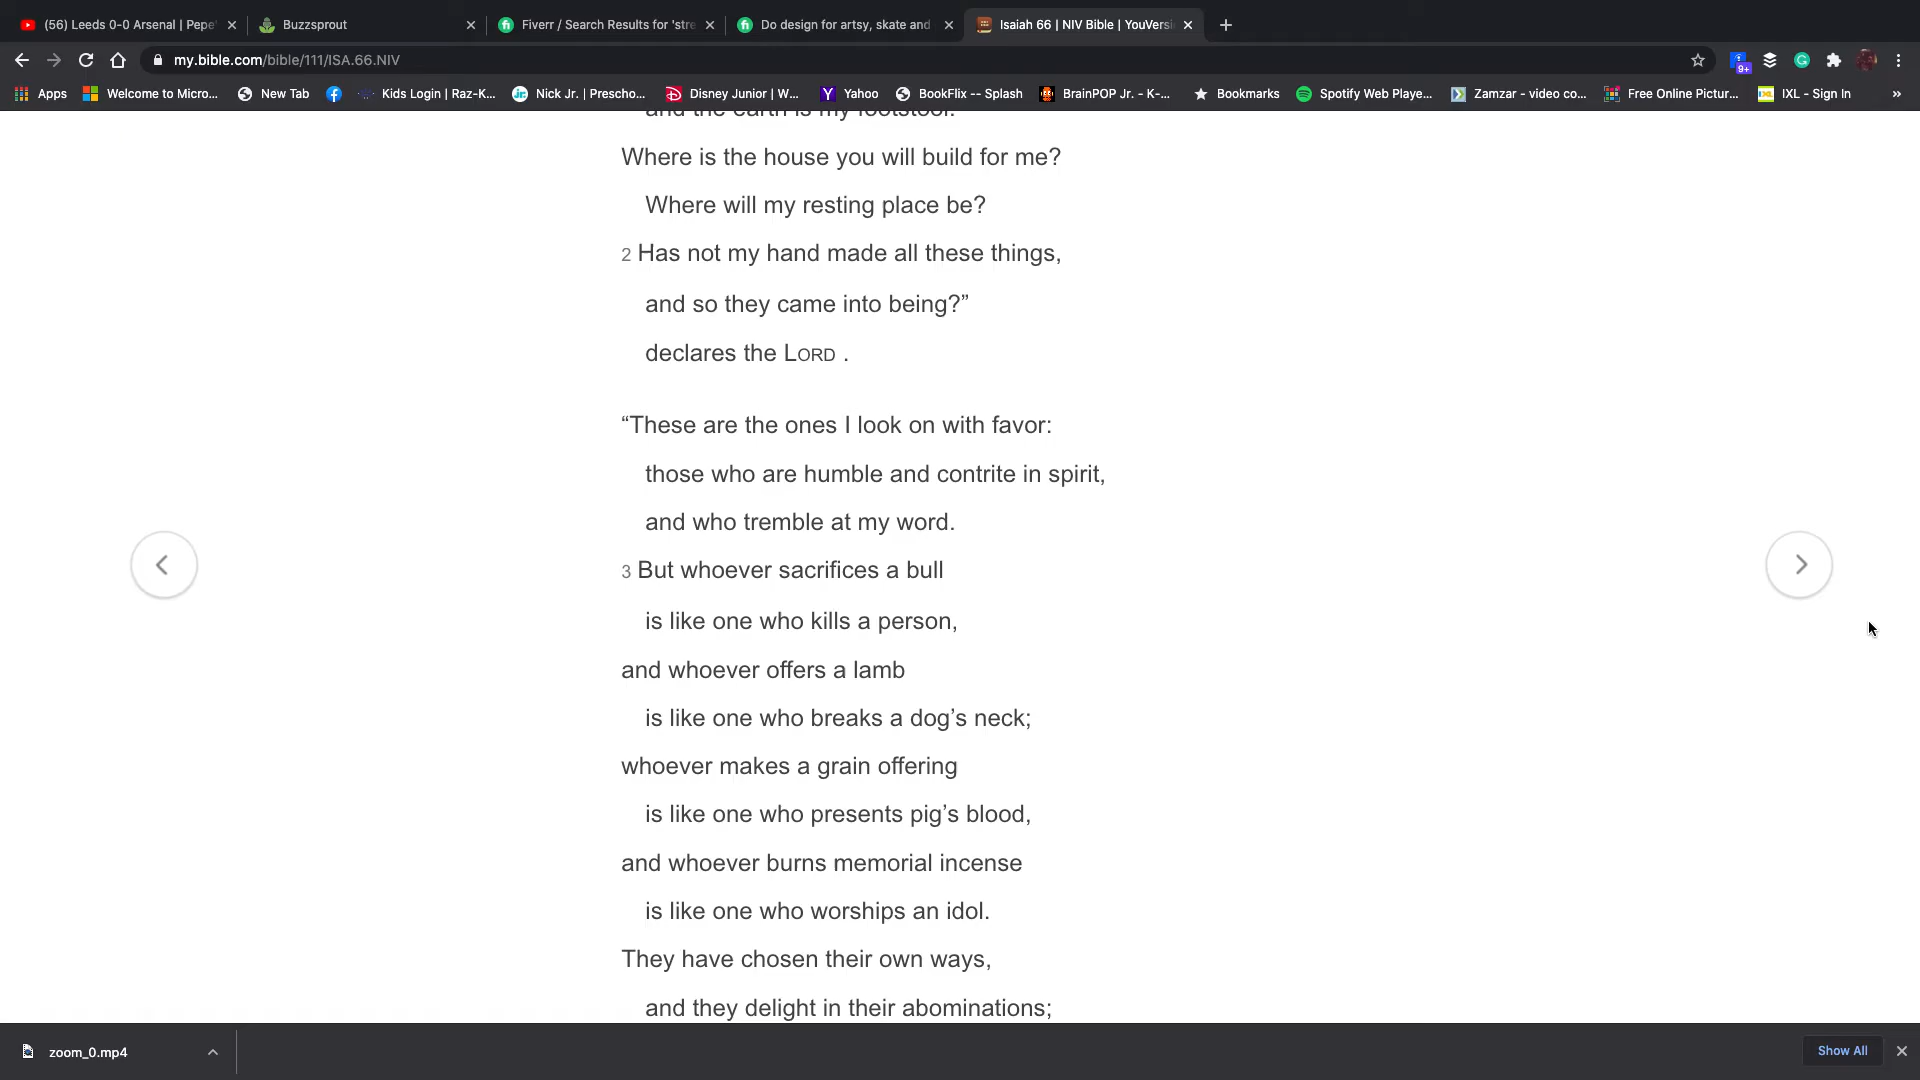 (56) Leeds 0-0 Arsenal | Pepe'
Buzzsprout
Fiverr / Search Results for 'stre
Do design for artsy, skate and
Isaiah 66 | NIV Bible | YouVersi
my.bible.com/bible/111/ISA.66.NIV
9+
Apps
Welcome to Micro...
New Tab
Kids Login | Raz-K...
Nick Jr. | Prescho...
Disney Junior | W...
Yahoo
BookFlix -- Splash
BrainPOP Jr. - K-...
Bookmarks
Spotify Web Playe...
Zamzar - video co...
Free Online Pictur...
IXL - Sign In
»
and the earth is my footstool.
Where is the house you will build for me?
Where will my resting place be?
2 Has not my hand made all these things,
and so they came into being?”
declares the LORD .
“These are the ones I look on with favor:
those who are humble and contrite in spirit,
and who tremble at my word.
3 But whoever sacrifices a bull
is like one who kills a person,
and whoever offers a lamb
is like one who breaks a dog’s neck;
whoever makes a grain offering
is like one who presents pig’s blood,
and whoever burns memorial incense
is like one who worships an idol.
They have chosen their own ways,
and they delight in their abominations;
zoom_0.mp4
Show All